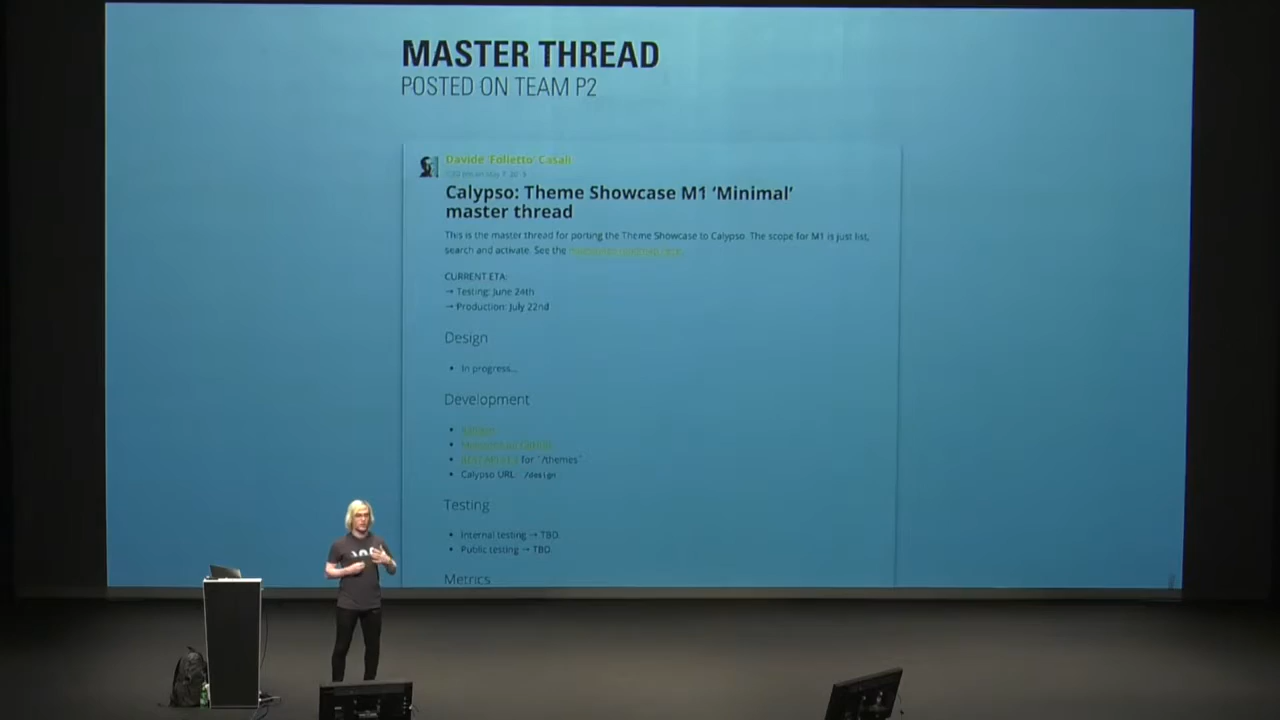 MASTER THREAD
POSTED ON TEAM P2
Davide 'Folletto' Casali
Calypso: Theme Showcase M1 'Minimal'
master thread
This is the master thread for porting the Theme Showcase to Calypso. The scope for M1 is just list,
search and activate. See the
CURRENT ETA:
→ Testing: June 24th
→ Production: July 22nd
Design
• In progress...
Development
• for `/themes`
• Calypso URL: /design
Testing
• Internal testing → TBD.
• Public testing → TBD.
Metrics